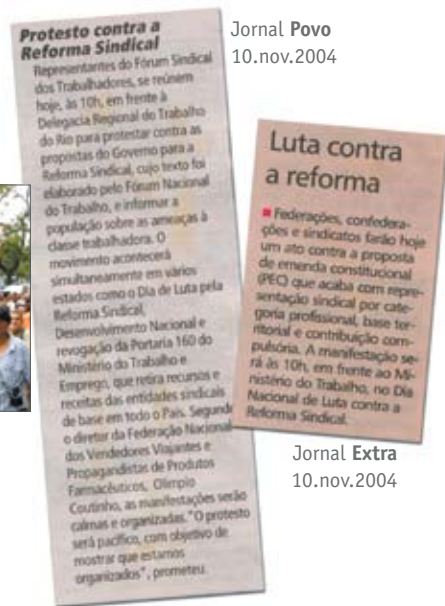 Protesto contra a
Reforma Sindical
Representantes do Fórum Sindical
dos Trabalhadores, se reúnem
hoje, às 10h, em frente à
Delegacia Regional do Trabalho
do Rio para protestar contra as
propostas do Governo para a
Reforma Sindical, cujo texto foi
elaborado pelo Fórum Nacional
do Trabalho, e informar a
população sobre as ameaças à
classe trabalhadora. O
movimento acontecerá
simultaneamente em vários
estados como o Dia de Luta pela
Reforma Sindical,
Desenvolvimento Nacional e
revogação da Portaria 160 do
Ministério do Trabalho e
Emprego, que retira recursos e
receitas das entidades sindicais
de base em todo o País. Segundo
o diretor da Federação Nacional
dos Vendedores Viajantes e
Propagandistas de Produtos
Farmacêuticos, Olímpio
Coutinho, as manifestações serão
calmas e organizadas. "O protesto
será pacífico, com objetivo de
mostrar que estamos
organizados", prometeu.
Jornal Povo
10.nov.2004
Luta contra
a reforma
Federações, confedera-
ções e sindicatos farão hoje
um ato contra a proposta
de emenda constitucional
(PEC) que acaba com repre-
sentação sindical por cate-
goria profissional, base ter-
ritorial e contribuição com-
pulsória. A manifestação se-
rá às 10h, em frente ao Mi-
nistério do Trabalho, no Dia
Nacional de Luta contra a
Reforma Sindical.
Jornal Extra
10.nov.2004